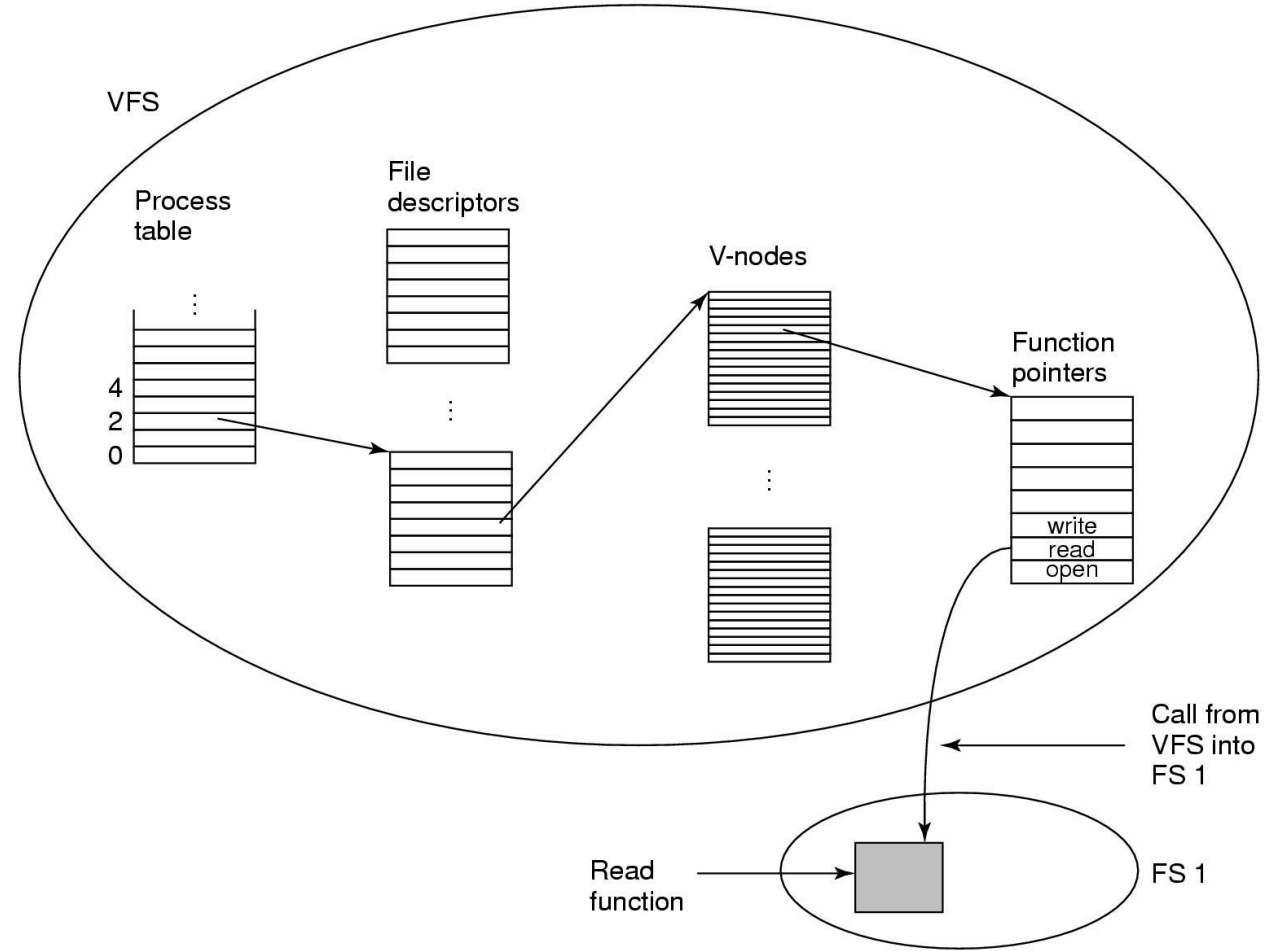 VFS
Process
table
File
descriptors
V-nodes
Function
pointers
4
2
0
write
read
open
Call from
VFS into
FS 1
Read
function
FS 1